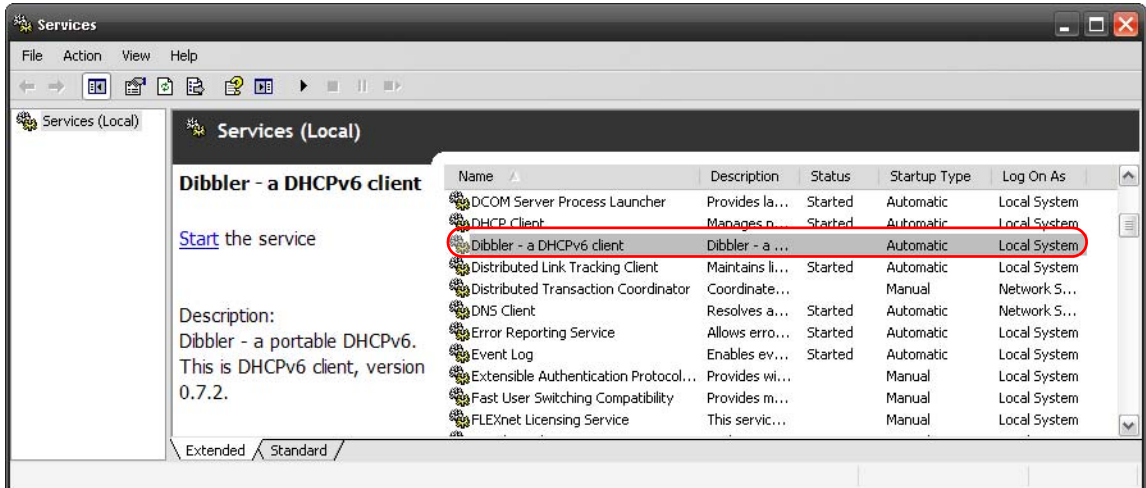 Services
File Action View Help
Services (Local)
Services (Local)
Dibbler - a DHCPv6 client
Start the service
Description:
Dibbler - a portable DHCPv6.
This is DHCPv6 client, version
0.7.2.
Name Description Status Startup Type Log On As
DCOM Server Process Launcher Provides la... Started Automatic Local System
DHCP Client Manages n... Started Automatic Local System
Dibbler - a DHCPv6 client Dibbler - a ... Automatic Local System
Distributed Link Tracking Client Maintains li... Started Automatic Local System
Distributed Transaction Coordinator Coordinate... Manual Network S...
DNS Client Resolves a... Started Automatic Network S...
Error Reporting Service Allows erro... Started Automatic Local System
Event Log Enables ev... Started Automatic Local System
Extensible Authentication Protocol... Provides wi... Manual Local System
Fast User Switching Compatibility Provides m... Manual Local System
FLEXnet Licensing Service This servic... Manual Local System
Extended Standard